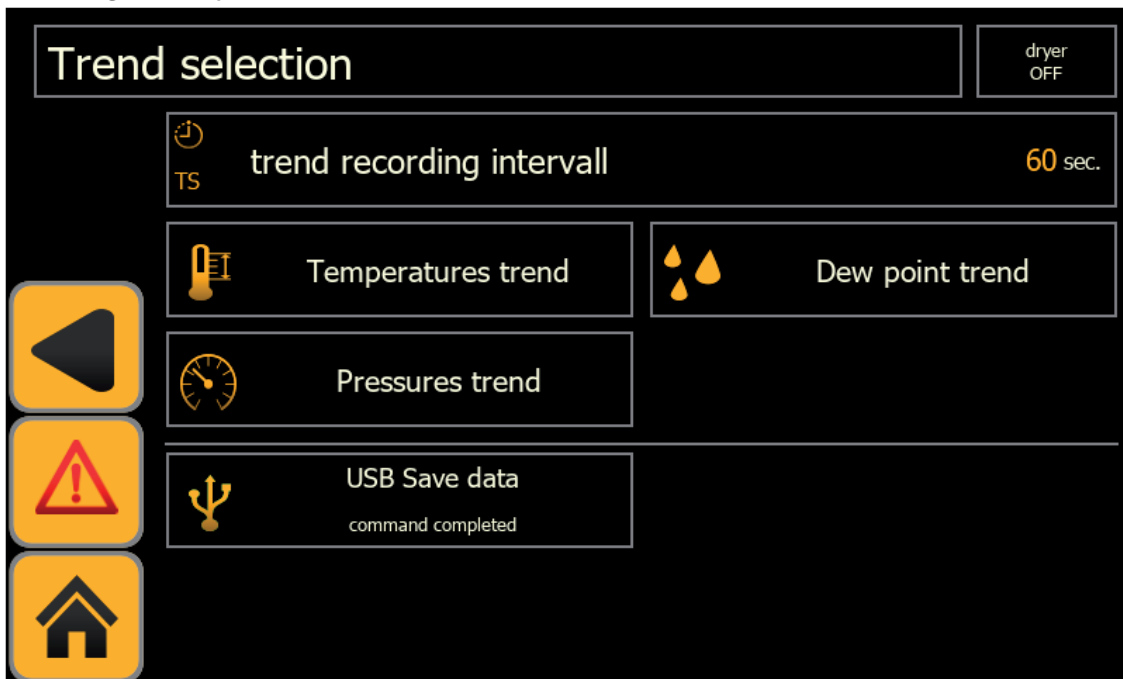 Trend selection
dryer
OFF
TS
trend recording intervall
60 sec.
Temperatures trend
Dew point trend
Pressures trend
USB Save data
command completed